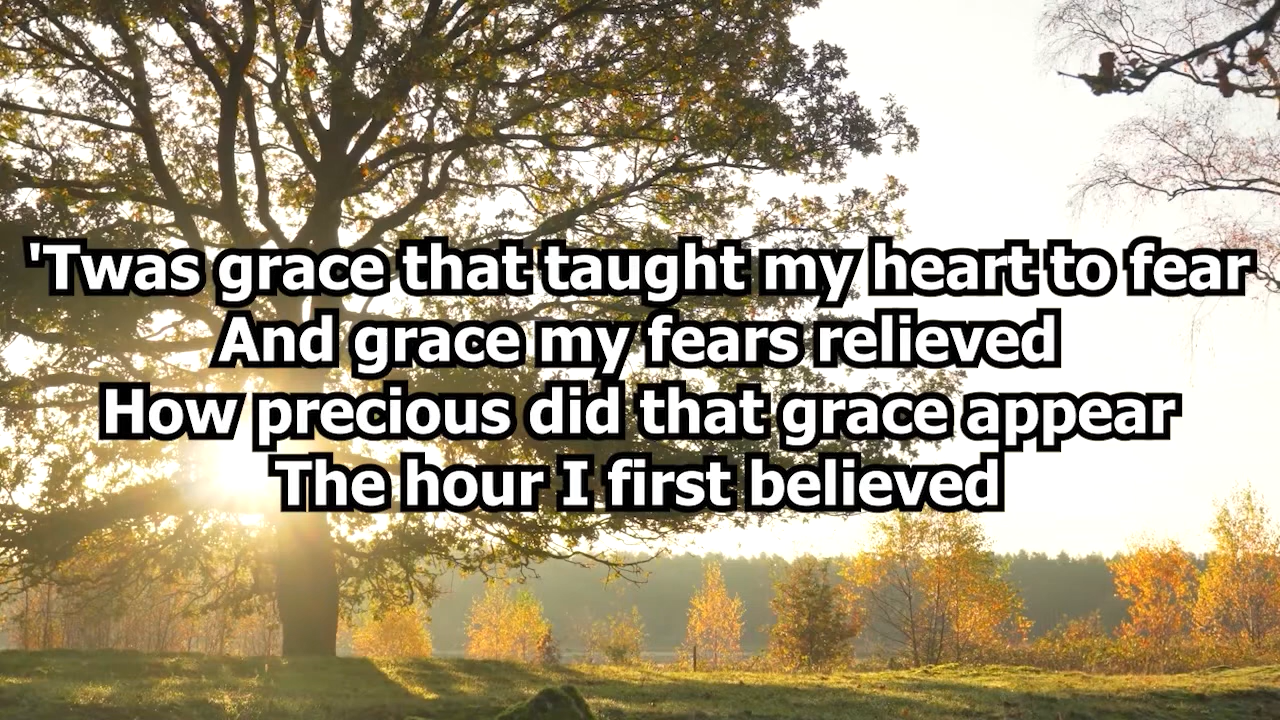 'Twas grace that taught my heart to fear
And grace my fears relieved
How precious did that grace appear
The hour I first believed